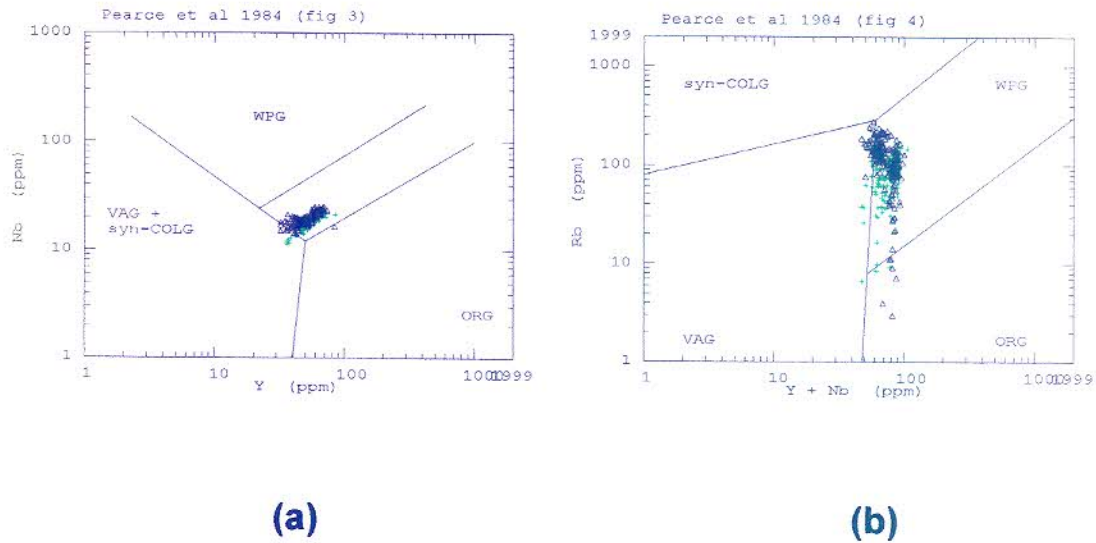 Pearce et al 1984 (fig 3)
1000
100
10
1
Nb (ppm)
WPG
VAG +
syn-COLG
ORG
1
10
100
1000
1999
Y (ppm)
(a)
Pearce et al 1984 (fig 4)
1999
1000
100
10
1
Rb (ppm)
syn-COLG
WPG
VAG
ORG
1
10
100
1000
1999
Y + Nb (ppm)
(b)